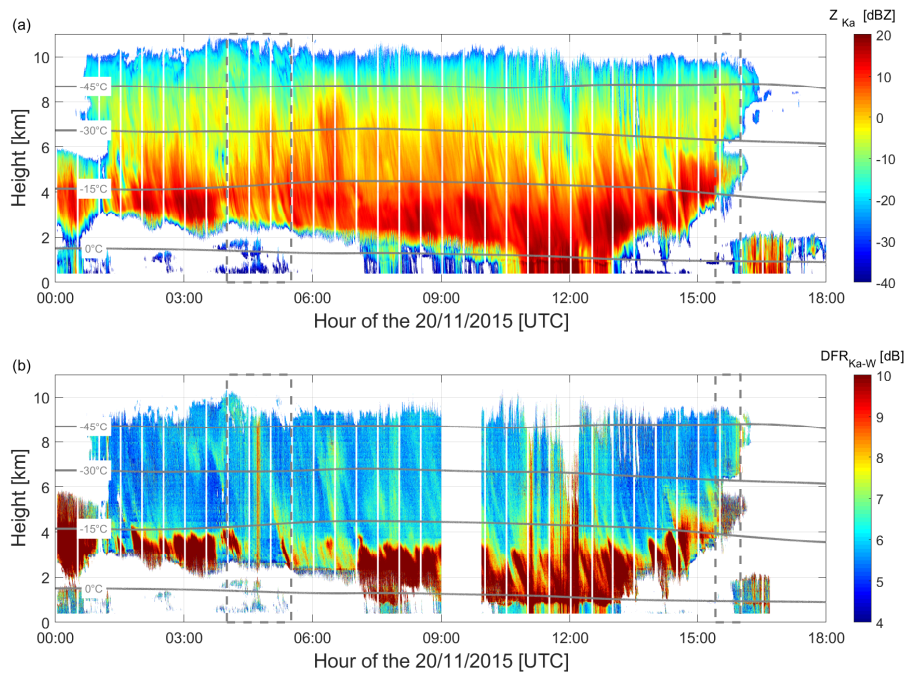 (a)
Z Ka [dBZ]
Height [km]
10
8
6
4
2
0
-45°C
-30°C
-15°C
0°C
20
10
0
-10
-20
-30
-40
00:00 03:00 06:00 09:00 12:00 15:00 18:00
Hour of the 20/11/2015 [UTC]
(b)
DFR Ka-W [dB]
Height [km]
10
8
6
4
2
0
-45°C
-30°C
-15°C
0°C
10
9
8
7
6
5
4
00:00 03:00 06:00 09:00 12:00 15:00 18:00
Hour of the 20/11/2015 [UTC]